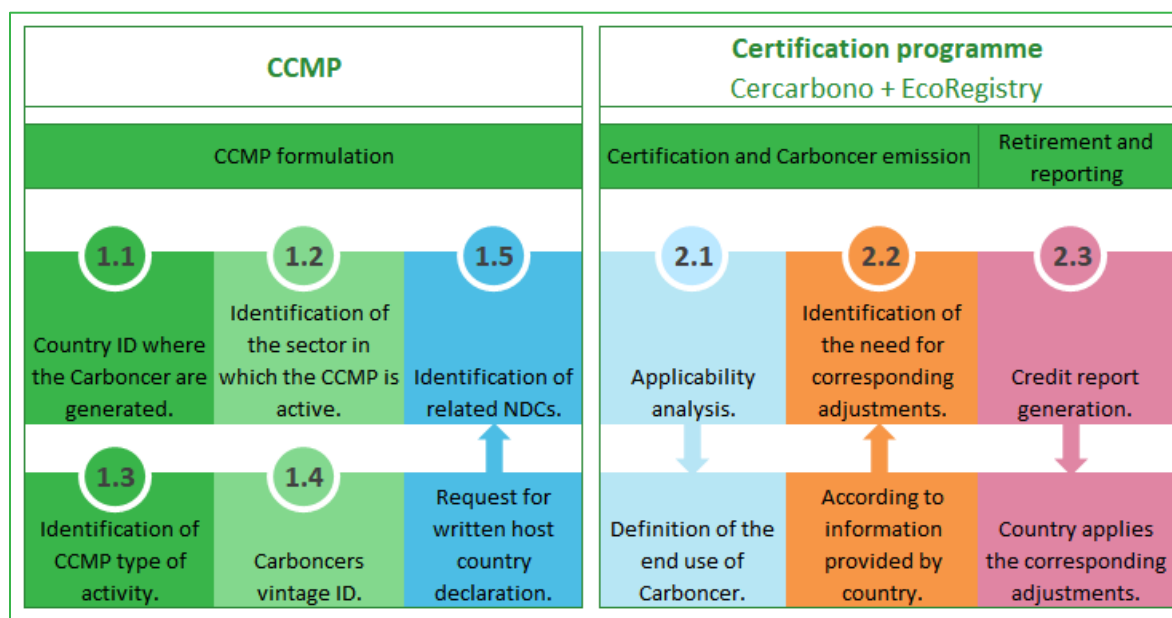 CCMP
Certification programme
Cercarbono + EcoRegistry
CCMP formulation
Certification and Carboncer emission
Retirement and
reporting
1.1
Country ID where
the Carboncer are
generated.
1.2
Identification of
the sector in
which the CCMP is
active.
1.5
Identification of
related NDCs.
2.1
Applicability
analysis.
2.2
Identification of
the need for
corresponding
adjustments.
2.3
Credit report
generation.
1.3
Identification of
CCMP type of
activity.
1.4
Carboncers
vintage ID.
Request for
written host
country
declaration.
Definition of the
end use of
Carboncer.
According to
information
provided by
country.
Country applies
the corresponding
adjustments.